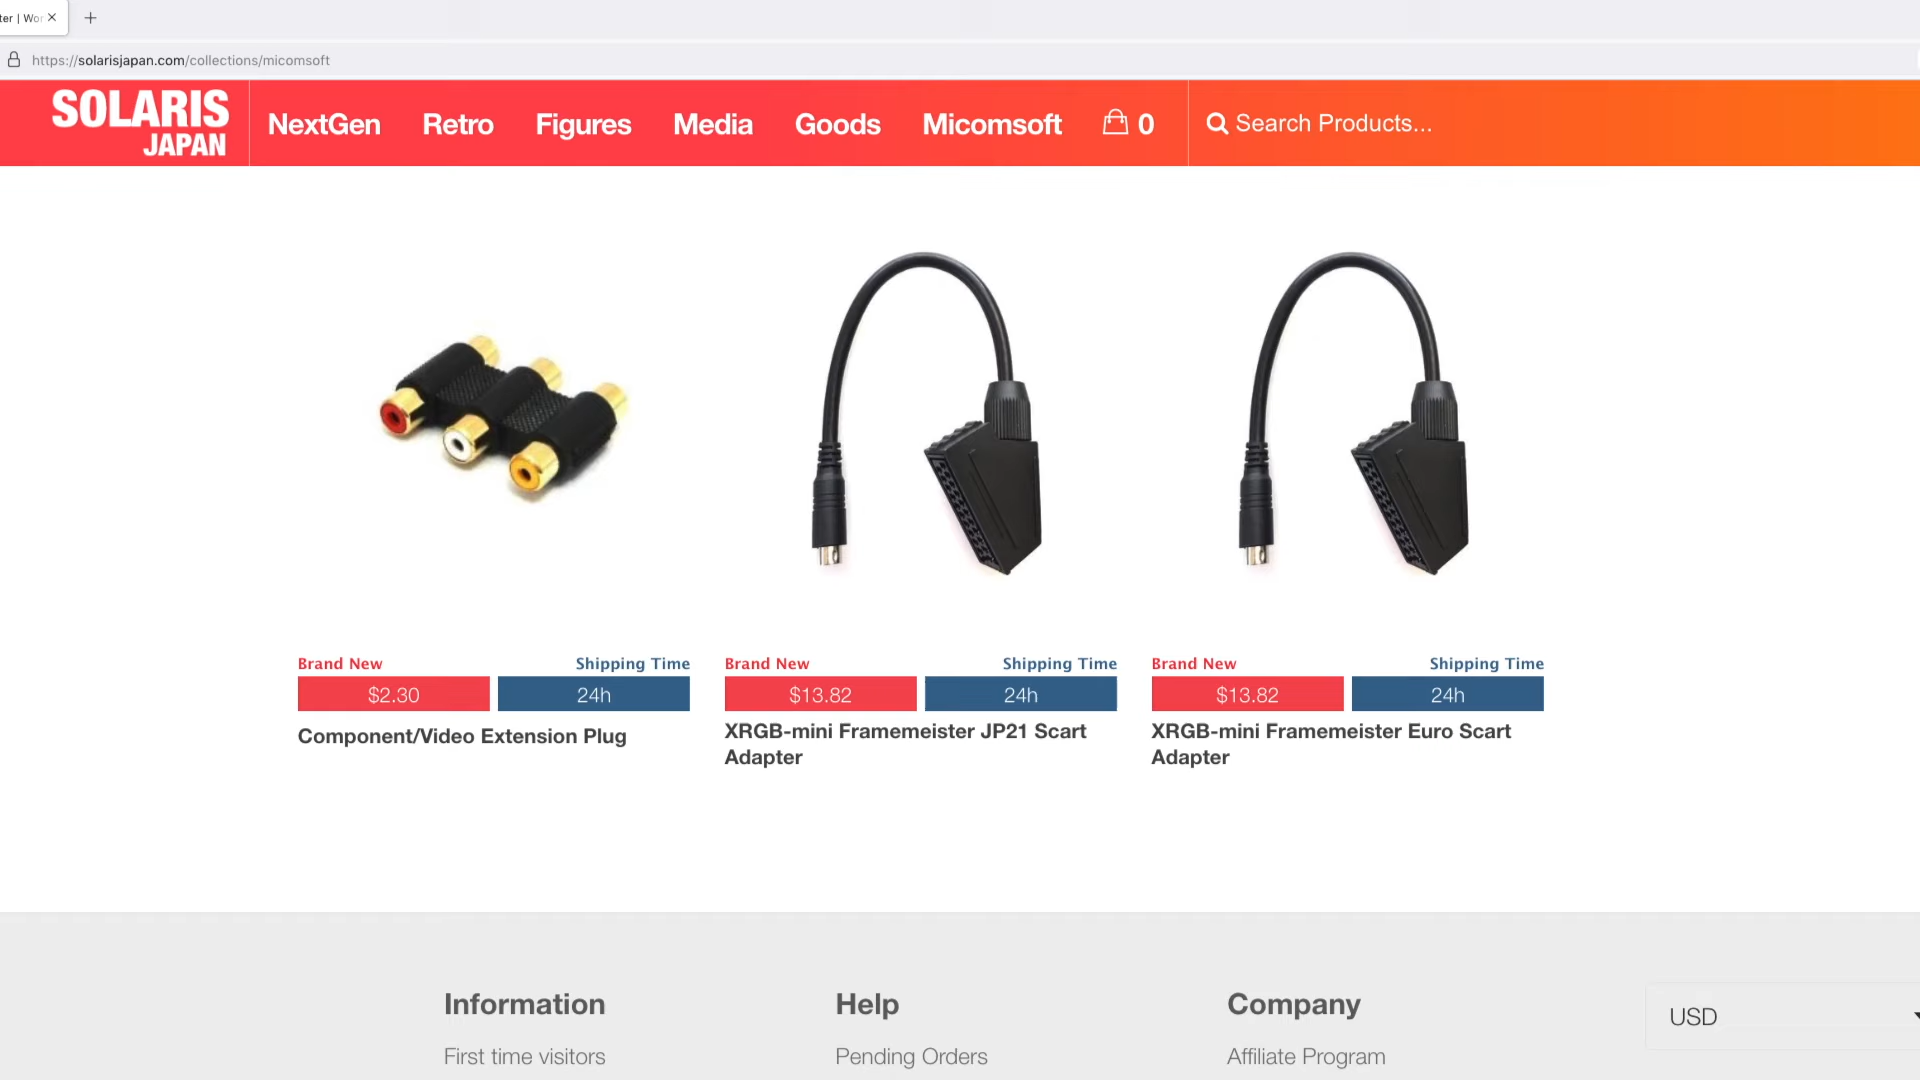 ter | Wor
https://solarisjapan.com/collections/micomsoft
SOLARIS
JAPAN
NextGen
Retro
Figures
Media
Goods
Micomsoft
0
Search Products...
Brand New
Shipping Time
$2.30
24h
Component/Video Extension Plug
Brand New
Shipping Time
$13.82
24h
XRGB-mini Framemeister JP21 Scart
Adapter
Brand New
Shipping Time
$13.82
24h
XRGB-mini Framemeister Euro Scart
Adapter
Information
First time visitors
Help
Pending Orders
Company
Affiliate Program
USD